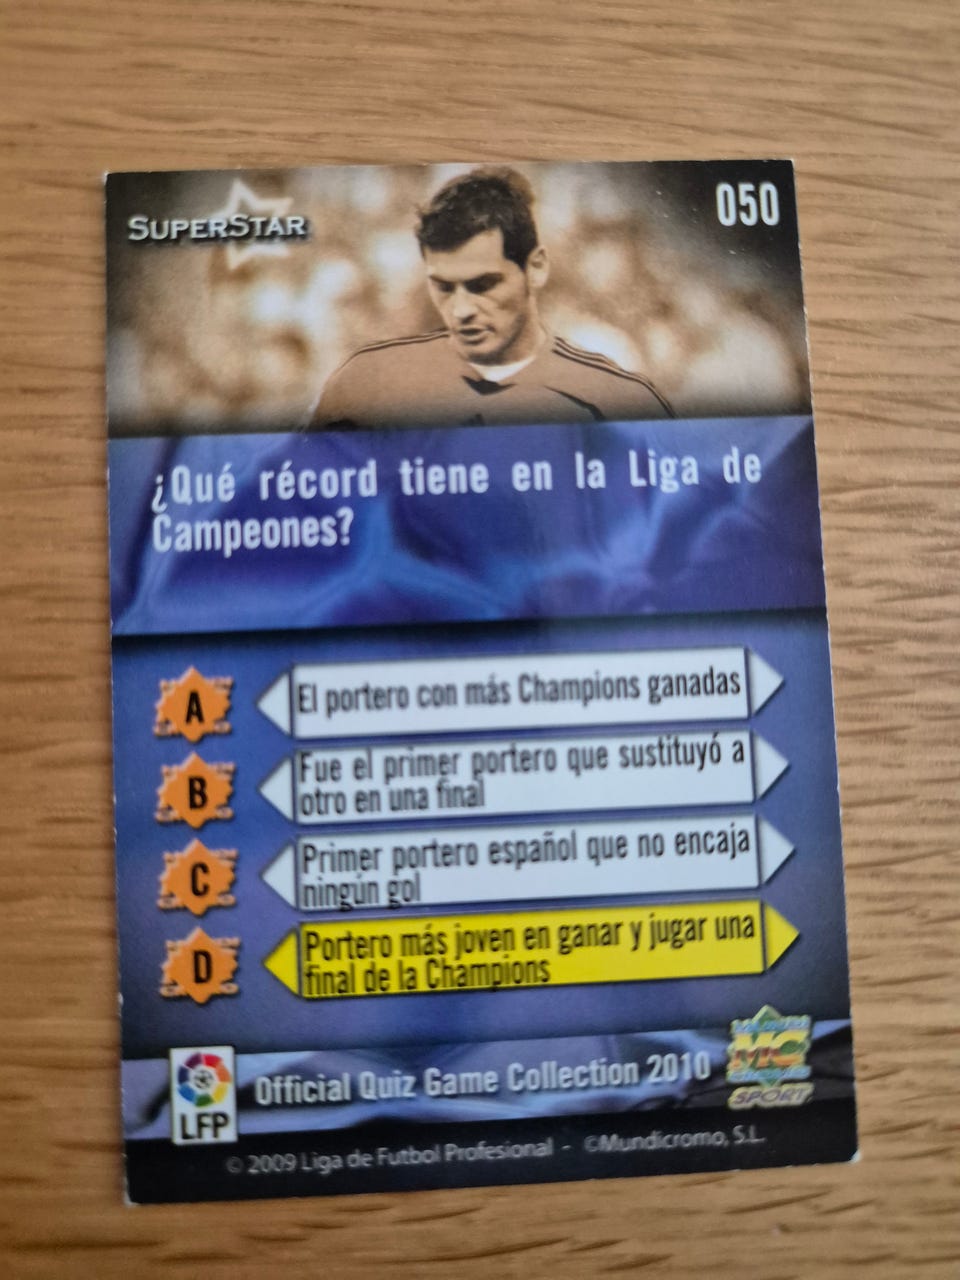 SUPERSTAR
050
¿Qué récord tiene en la Liga de
Campeones?
A
El portero con más Champions ganadas
B
Fue el primer portero que sustituyó a
otro en una final
C
Primer portero español que no encaja
ningún gol
D
Portero más joven en ganar y jugar una
final de la Champions
LFP
Official Quiz Game Collection 2010
MC
SPORT
© 2009 Liga de Futbol Profesional - ©Mundicromo, S.L.